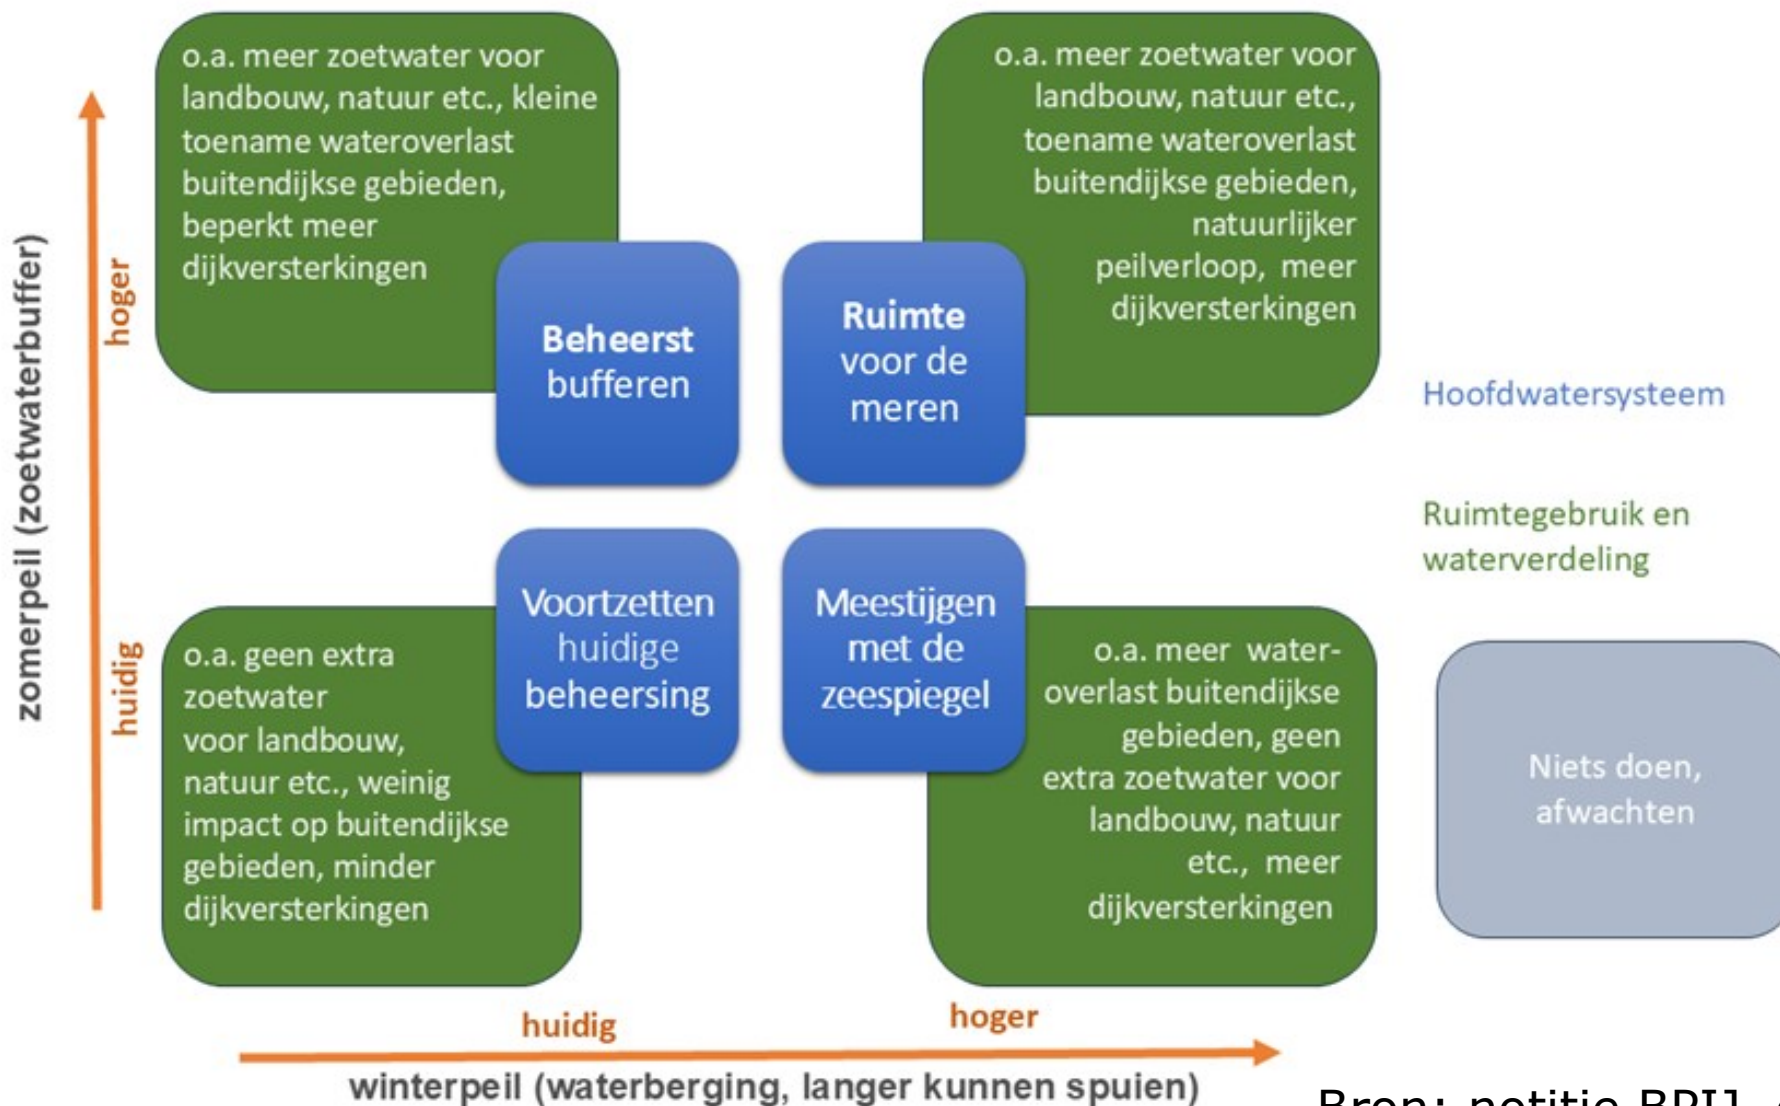 o.a. meer zoetwater voor
landbouw, natuur etc., kleine
toename wateroverlast
buitendijkse gebieden,
beperkt meer
dijkversterkingen
o.a. meer zoetwater voor
landbouw, natuur etc.,
toename wateroverlast
buitendijkse gebieden,
natuurlijker
peilverloop, meer
dijkversterkingen
Beheerst
bufferen
Ruimte
voor de
meren
Hoofdwatersysteem
Ruimtegebruik en
waterverdeling
zomerpeil (zoetwaterbuffer)
hoger
huidig
Voortzetten
huidige
beheersing
Meestijgen
met de
zeespiegel
o.a. geen extra
zoetwater
voor landbouw,
natuur etc., weinig
impact op buitendijkse
gebieden, minder
dijkversterkingen
o.a. meer water-
overlast buitendijkse
gebieden, geen
extra zoetwater voor
landbouw, natuur
etc., meer
dijkversterkingen
Niets doen,
afwachten
huidig
hoger
winterpeil (waterberging, langer kunnen spuien)
Bron: notitie BPIJ